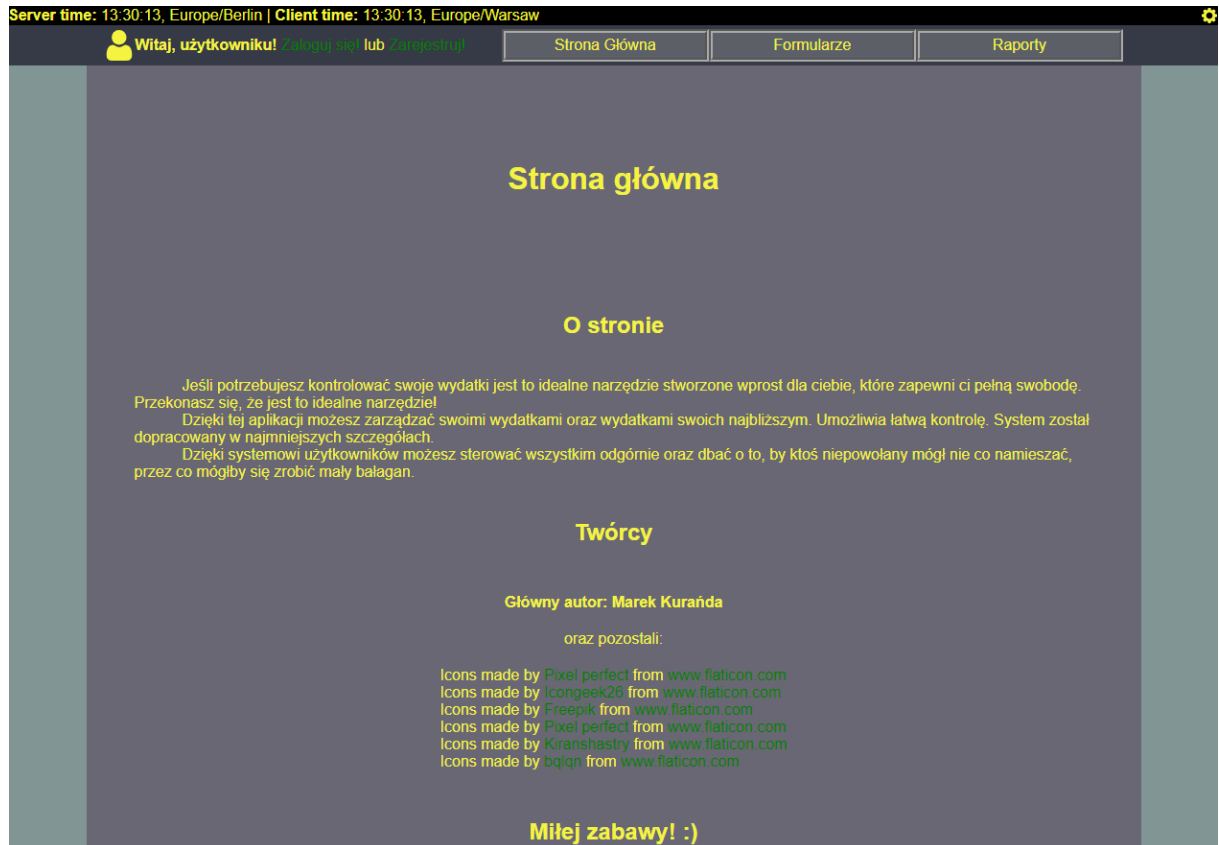 Server time: 13:30:13, Europe/Berlin | Client time: 13:30:13, Europe/Warsaw
Witaj, użytkowniku! Zaloguj się! lub Zarejestruj!
Strona Główna
Formularze
Raporty
Strona główna
O stronie
Jeśli potrzebujesz kontrolować swoje wydatki jest to idealne narzędzie stworzone wprost dla ciebie, które zapewni ci pełną swobodę.
Przekonasz się, że jest to idealne narzędzie!
Dzięki tej aplikacji możesz zarządzać swoimi wydatkami oraz wydatkami swoich najbliższym. Umożliwia łatwą kontrolę. System został
dopracowany w najmniejszych szczegółach.
Dzięki systemowi użytkowników możesz sterować wszystkim odgórnie oraz dbać o to, by ktoś niepowołany mógł nie co namieszać,
przez co mógłby się zrobić mały bałagan.
Twórcy
Główny autor: Marek Kurańda
oraz pozostali:
Icons made by Pixel perfect from www.flaticon.com
Icons made by Icongeek26 from www.flaticon.com
Icons made by Freepik from www.flaticon.com
Icons made by Pixel perfect from www.flaticon.com
Icons made by Kiranshastry from www.flaticon.com
Icons made by bqlqn from www.flaticon.com
Miłej zabawy! :)